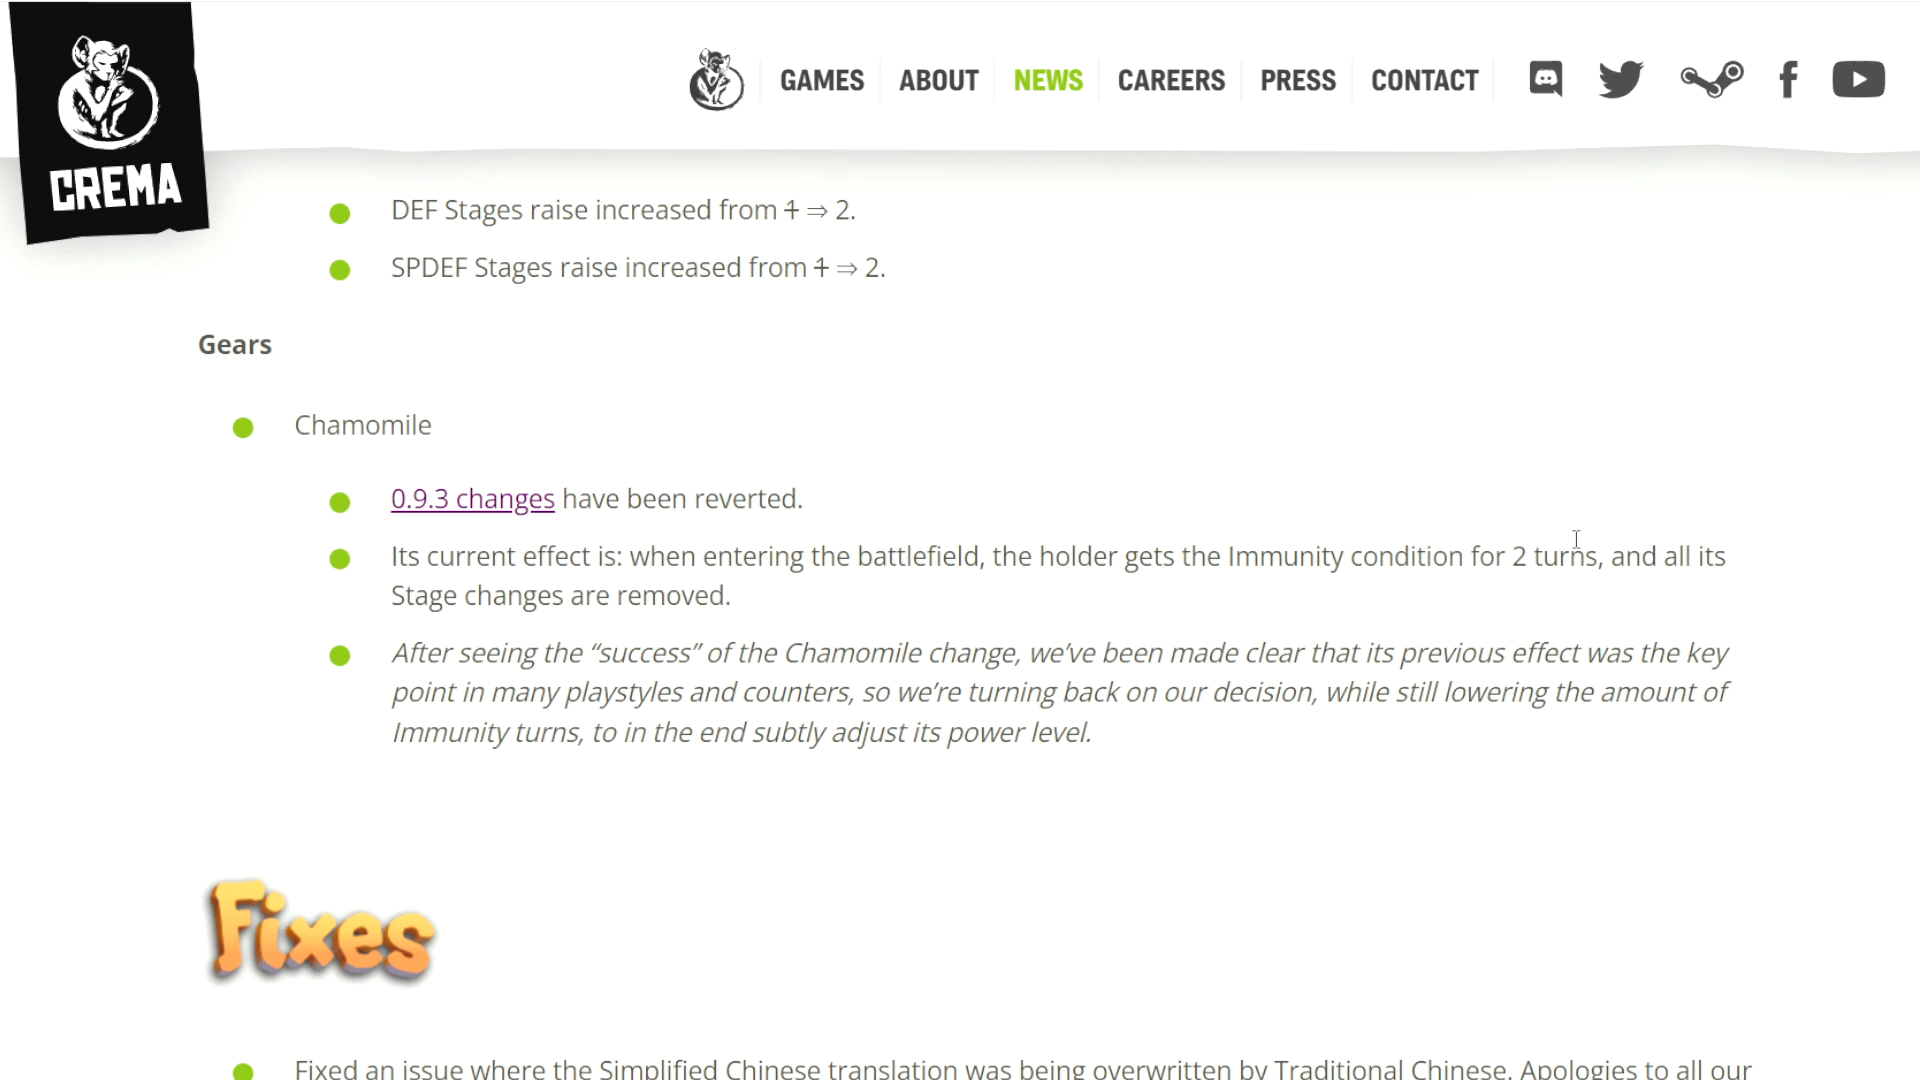 CREMA
GAMES ABOUT NEWS CAREERS PRESS CONTACT
DEF Stages raise increased from 1 ⇒ 2.
SPDEF Stages raise increased from 1 ⇒ 2.
Gears
Chamomile
0.9.3 changes have been reverted.
Its current effect is: when entering the battlefield, the holder gets the Immunity condition for 2 turns, and all its
Stage changes are removed.
After seeing the “success” of the Chamomile change, we’ve been made clear that its previous effect was the key
point in many playstyles and counters, so we’re turning back on our decision, while still lowering the amount of
Immunity turns, to in the end subtly adjust its power level.
Fixes
Fixed an issue where the Simplified Chinese translation was being overwritten by Traditional Chinese. Apologies to all our